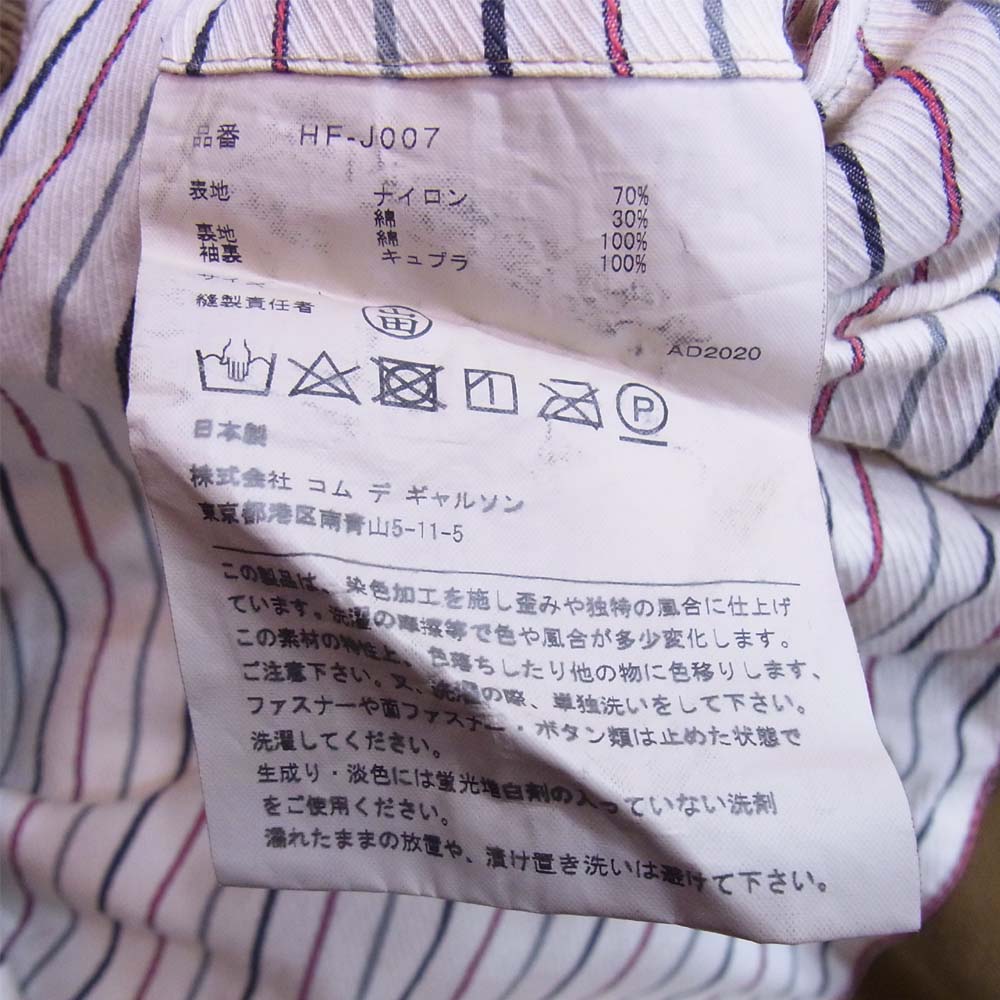 品番 HF-J007
表地 ナイロン 70%
綿 30%
裏地 綿 100%
袖裏 キュプラ 100%
サイズ
縫製責任者 山田
AD2020
P
日本製
株式会社 コム デ ギャルソン
東京都港区南青山5-11-5
この製品は、染色加工を施し歪みや独特の風合に仕上げ
ています。洗濯の摩擦等で色や風合が多少変化します。
この素材の特性上、色落ちしたり他の物に色移りします、
ご注意下さい。又、洗濯の際、単独洗いをして下さい。
ファスナーや面ファスナー・ボタン類は止めた状態で
洗濯してください。
生成り・淡色には蛍光増白剤の入っていない洗剤
をご使用ください。
濡れたままの放置や、漬け置き洗いは避けて下さい。